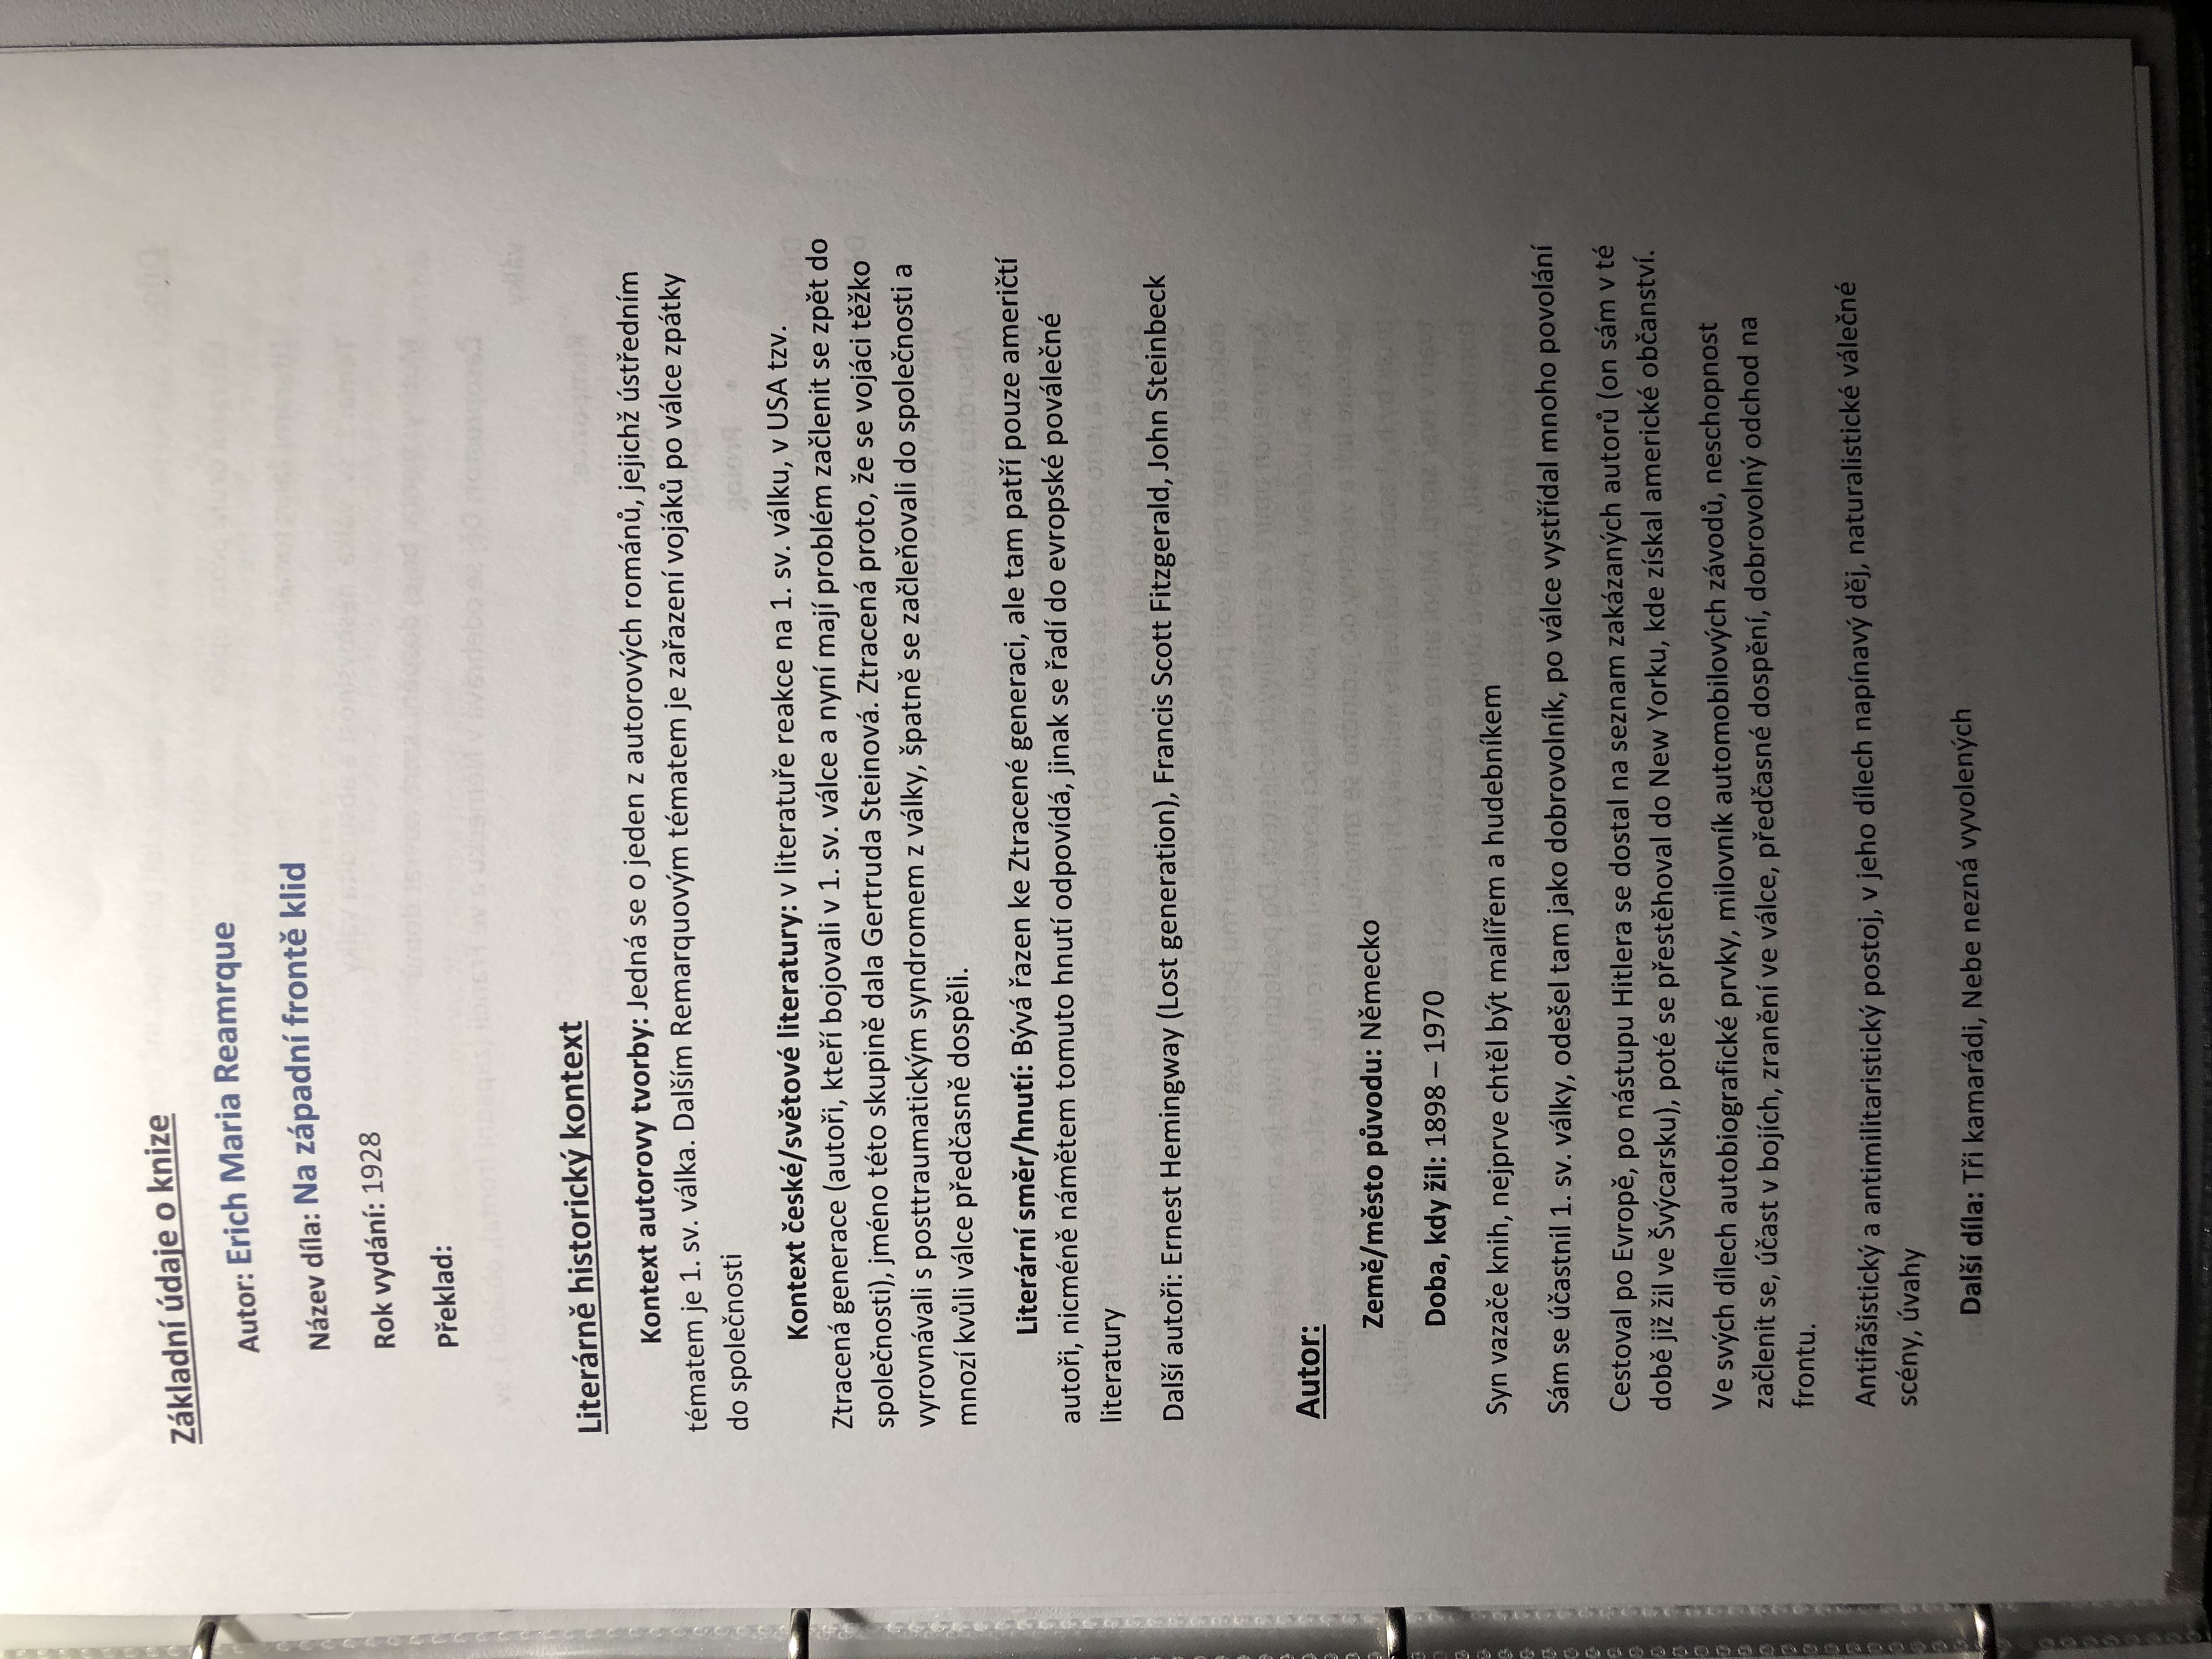 Základní údaje o knize
Autor: Erich Maria Reamrque
Název díla: Na západní frontě klid
Rok vydání: 1928
Překlad:
Literárně historický kontext
Kontext autorovy tvorby: Jedná se o jeden z autorových románů, jejichž ústředním
tématem je 1. sv. válka. Dalším Remarquovým tématem je zařazení vojáků po válce zpátky
do společnosti
Kontext české/světové literatury: v literatuře reakce na 1. sv. válku, v USA tzv.
Ztracená generace (autoři, kteří bojovali v 1. sv. válce a nyní mají problém začlenit se zpět do
společnosti), jméno této skupině dala Gertruda Steinová. Ztracená proto, že se vojáci těžko
vyrovnávali s posttraumatickým syndromem z války, špatně se začleňovali do společnosti a
mnozí kvůli válce předčasně dospěli.
Literární směr/hnutí: Bývá řazen ke Ztracené generaci, ale tam patří pouze američtí
autoři, nicméně námětem tomuto hnutí odpovídá, jinak se řadí do evropské poválečné
literatury
Další autoři: Ernest Hemingway (Lost generation), Francis Scott Fitzgerald, John Steinbeck
Autor:
Země/město původu: Německo
Doba, kdy žil: 1898 – 1970
Syn vazače knih, nejprve chtěl být malířem a hudebníkem
Sám se účastnil 1. sv. války, odešel tam jako dobrovolník, po válce vystřídal mnoho povolání
Cestoval po Evropě, po nástupu Hitlera se dostal na seznam zakázaných autorů (on sám v té
době již žil ve Švýcarsku), poté se přestěhoval do New Yorku, kde získal americké občanství.
Ve svých dílech autobiografické prvky, milovník automobilových závodů, neschopnost
začlenit se, účast v bojích, zranění ve válce, předčasné dospění, dobrovolný odchod na
frontu.
Antifašistický a antimilitaristický postoj, v jeho dílech napínavý děj, naturalistické válečné
scény, úvahy
Další díla: Tři kamarádi, Nebe nezná vyvolených